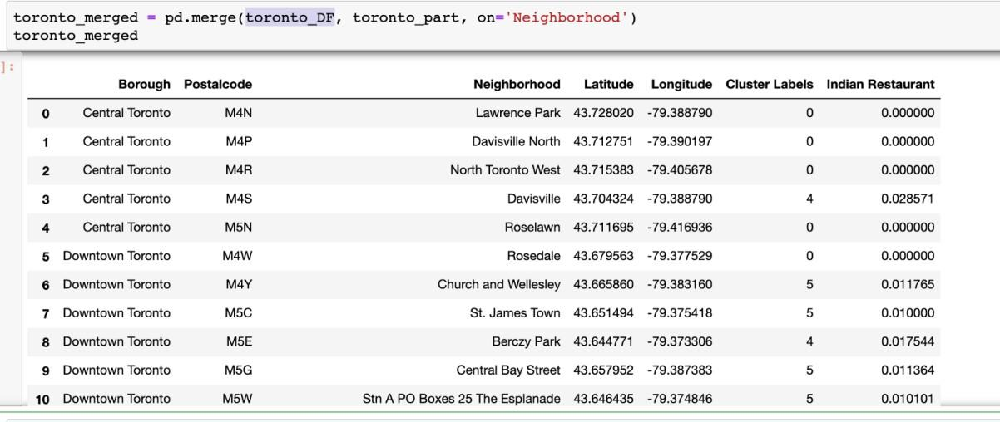 toronto_merged = pd.merge(toronto_DF, toronto_part, on='Neighborhood')
toronto_merged
]:
Borough Postalcode Neighborhood Latitude Longitude Cluster Labels Indian Restaurant
0 Central Toronto M4N Lawrence Park 43.728020 -79.388790 0 0.000000
1 Central Toronto M4P Davisville North 43.712751 -79.390197 0 0.000000
2 Central Toronto M4R North Toronto West 43.715383 -79.405678 0 0.000000
3 Central Toronto M4S Davisville 43.704324 -79.388790 4 0.028571
4 Central Toronto M5N Roselawn 43.711695 -79.416936 0 0.000000
5 Downtown Toronto M4W Rosedale 43.679563 -79.377529 0 0.000000
6 Downtown Toronto M4Y Church and Wellesley 43.665860 -79.383160 5 0.011765
7 Downtown Toronto M5C St. James Town 43.651494 -79.375418 5 0.010000
8 Downtown Toronto M5E Berczy Park 43.644771 -79.373306 4 0.017544
9 Downtown Toronto M5G Central Bay Street 43.657952 -79.387383 5 0.011364
10 Downtown Toronto M5W Stn A PO Boxes 25 The Esplanade 43.646435 -79.374846 5 0.010101